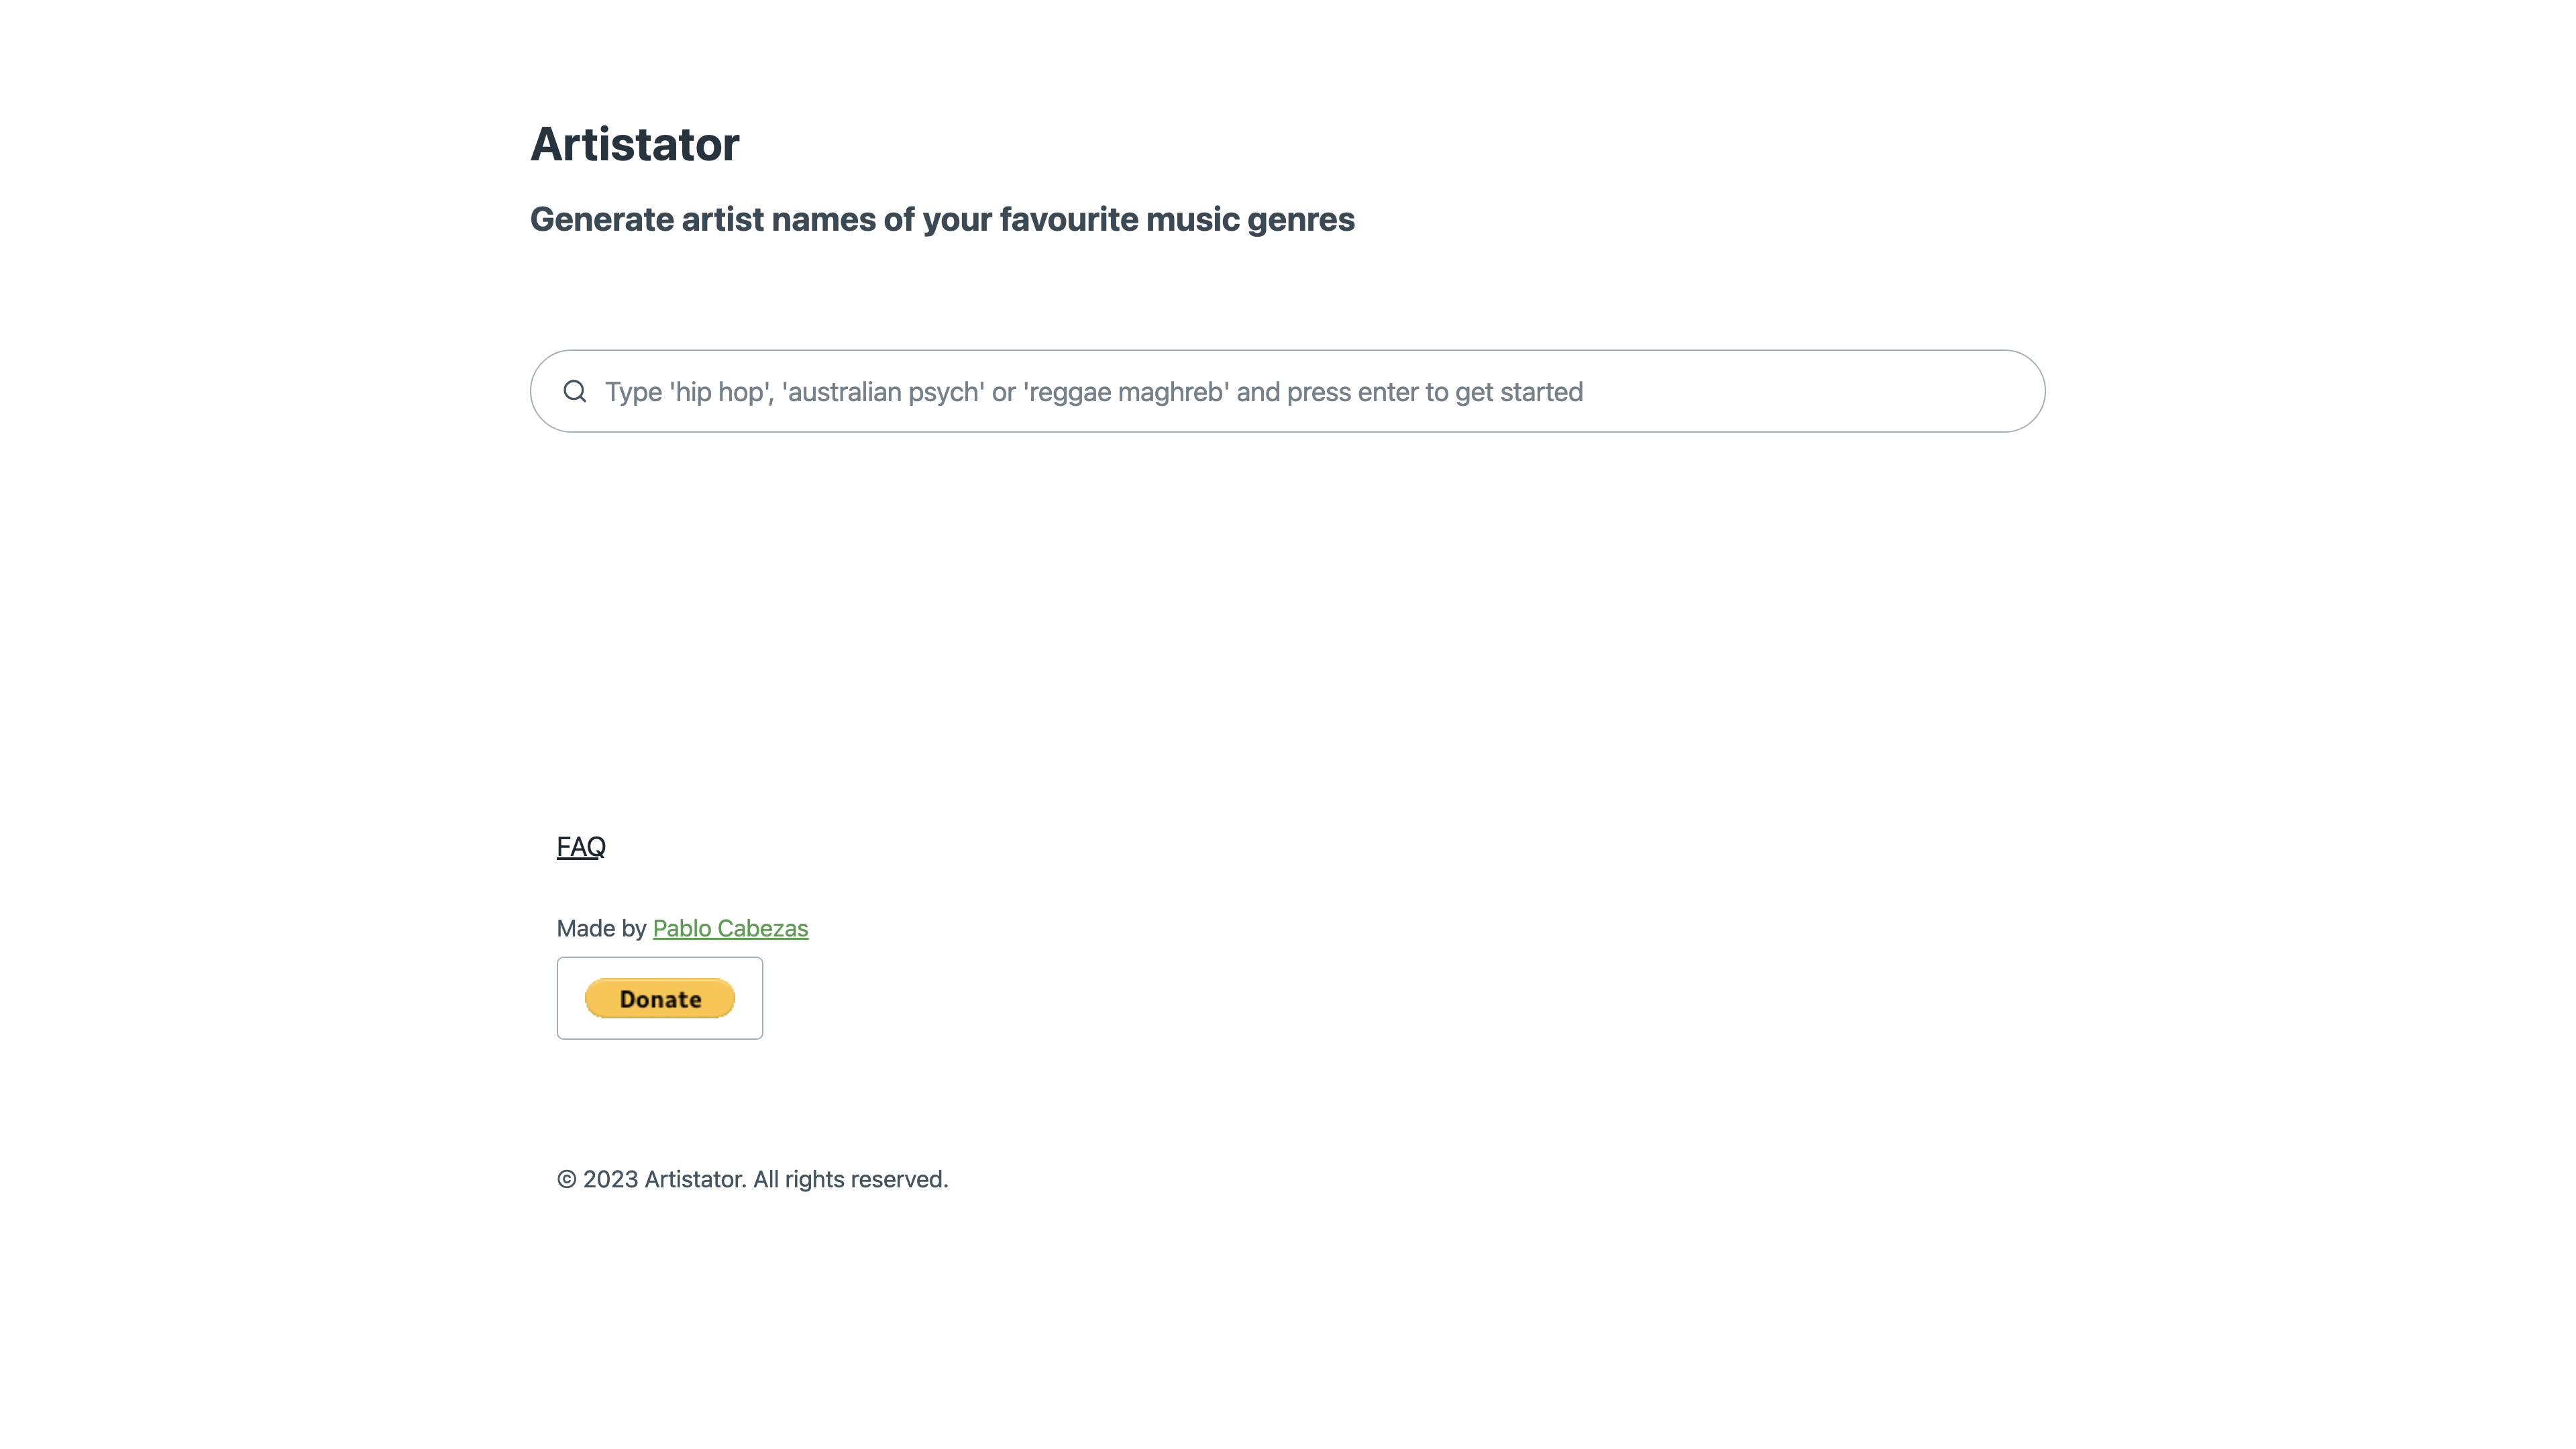 Artistator
Generate artist names of your favourite music genres
Type 'hip hop', 'australian psych' or 'reggae maghreb' and press enter to get started
FAQ
Made by Pablo Cabezas
Donate
© 2023 Artistator. All rights reserved.